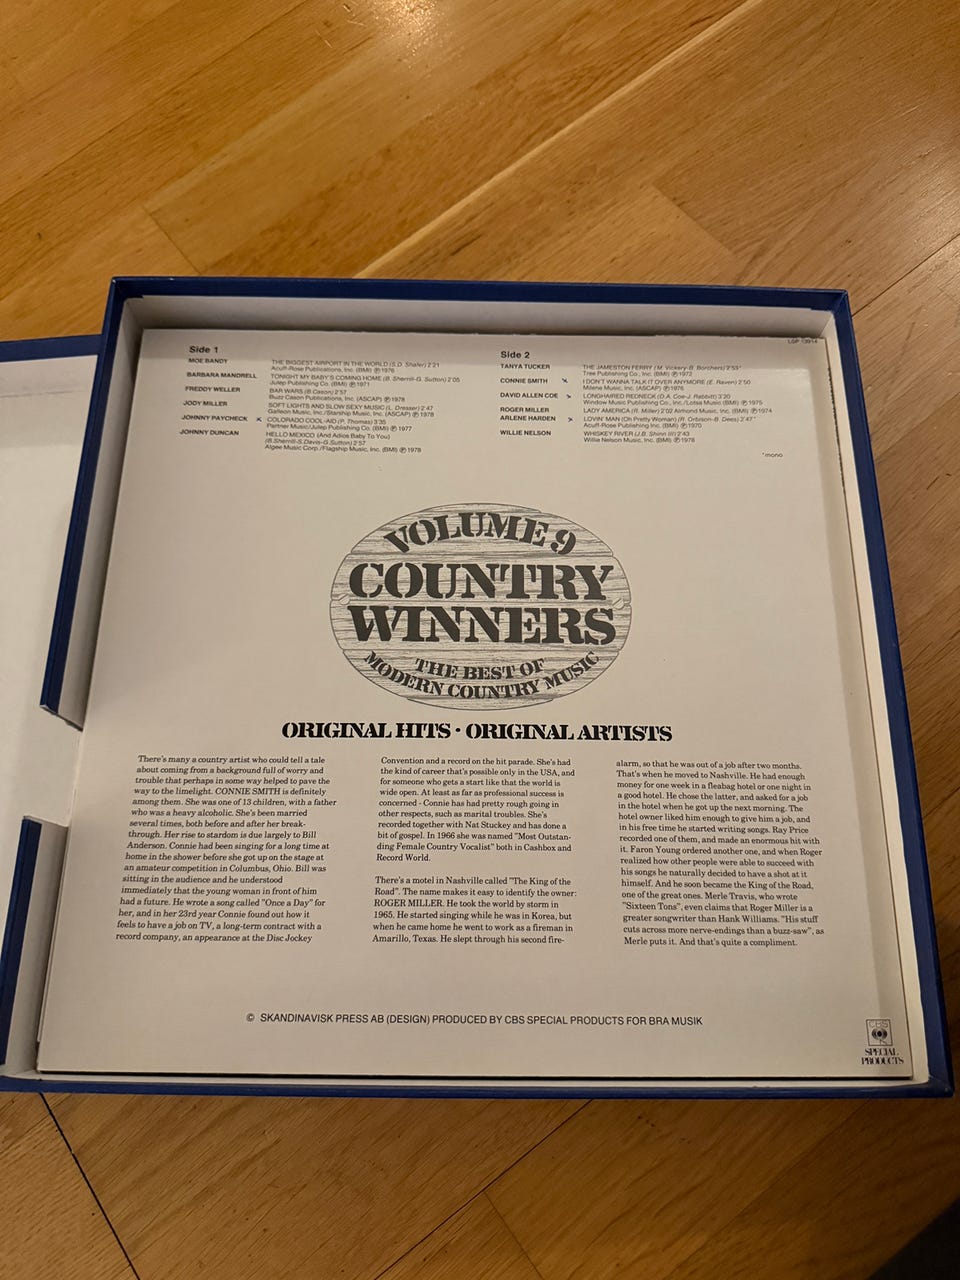 LSP 13914
Side 1
MOE BANDY THE BIGGEST AIRPORT IN THE WORLD (S.D. Shafer) 2'21
Acuff-Rose Publications, Inc. (BMI) ℗ 1976
BARBARA MANDRELL TONIGHT MY BABY'S COMING HOME (B. Sherrill-G. Sutton) 2'05
Julep Publishing Co. (BMI) ℗ 1971
FREDDY WELLER BAR WARS (B Cason) 2'57
Buzz Cason Publications, Inc. (ASCAP) ℗ 1978
JODY MILLER SOFT LIGHTS AND SLOW SEXY MUSIC (L. Dresser) 2'47
Galleon Music, Inc./Starship Music, Inc. (ASCAP) ℗ 1978
JOHNNY PAYCHECK COLORADO COOL-AID (P. Thomas) 3'35
Partner Music/Julep Publishing Co. (BMI) ℗ 1977
JOHNNY DUNCAN HELLO MEXICO (And Adios Baby To You)
(B.Sherrill-S.Davis-G.Sutton) 2'57
Algee Music Corp./Flagship Music, Inc. (BMI) ℗ 1978
Side 2
TANYA TUCKER THE JAMESTON FERRY (M. Vickery-B. Borchers) 2'53*
Tree Publishing Co., Inc. (BMI) ℗ 1972
CONNIE SMITH I DON'T WANNA TALK IT OVER ANYMORE (E. Raven) 2'50
Milene Music, Inc. (ASCAP) ℗ 1976
DAVID ALLEN COE LONGHAIRED REDNECK (D.A. Coe-J. Rabbitt) 3'20
Window Music Publishing Co., Inc./Lotsa Music (BMI) ℗ 1975
ROGER MILLER LADY AMERICA (R. Miller) 2'02 Airmond Music, Inc. (BMI) ℗ 1974
ARLENE HARDEN LOVIN' MAN (Oh Pretty Woman) (R. Orbison-B. Dees) 2'47*
Acuff-Rose Publishing Inc. (BMI) ℗ 1970
WILLIE NELSON WHISKEY RIVER (J.B. Shinn III) 2'43
Willie Nelson Music, Inc. (BMI) ℗ 1978
*mono
VOLUME 9
COUNTRY
WINNERS
THE BEST OF
MODERN COUNTRY MUSIC
ORIGINAL HITS · ORIGINAL ARTISTS
There's many a country artist who could tell a tale
about coming from a background full of worry and
trouble that perhaps in some way helped to pave the
way to the limelight. CONNIE SMITH is definitely
among them. She was one of 13 children, with a father
who was a heavy alcoholic. She's been married
several times, both before and after her break-
through. Her rise to stardom is due largely to Bill
Anderson. Connie had been singing for a long time at
home in the shower before she got up on the stage at
an amateur competition in Columbus, Ohio. Bill was
sitting in the audience and he understood
immediately that the young woman in front of him
had a future. He wrote a song called "Once a Day" for
her, and in her 23rd year Connie found out how it
feels to have a job on TV, a long-term contract with a
record company, an appearance at the Disc Jockey
Convention and a record on the hit parade. She's had
the kind of career that's possible only in the USA, and
for someone who gets a start like that the world is
wide open. At least as far as professional success is
concerned - Connie has had pretty rough going in
other respects, such as marital troubles. She's
recorded together with Nat Stuckey and has done a
bit of gospel. In 1966 she was named "Most Outstan-
ding Female Country Vocalist" both in Cashbox and
Record World.
There's a motel in Nashville called "The King of the
Road". The name makes it easy to identify the owner:
ROGER MILLER. He took the world by storm in
1965. He started singing while he was in Korea, but
when he came home he went to work as a fireman in
Amarillo, Texas. He slept through his second fire-
alarm, so that he was out of a job after two months.
That's when he moved to Nashville. He had enough
money for one week in a fleabag hotel or one night in
a good hotel. He chose the latter, and asked for a job
in the hotel when he got up the next morning. The
hotel owner liked him enough to give him a job, and
in his free time he started writing songs. Ray Price
recorded one of them, and made an enormous hit with
it. Faron Young ordered another one, and when Roger
realized how other people were able to succeed with
his songs he naturally decided to have a shot at it
himself. And he soon became the King of the Road,
one of the great ones. Merle Travis, who wrote
"Sixteen Tons", even claims that Roger Miller is a
greater songwriter than Hank Williams. "His stuff
cuts across more nerve-endings than a buzz-saw", as
Merle puts it. And that's quite a compliment.
© SKANDINAVISK PRESS AB (DESIGN) PRODUCED BY CBS SPECIAL PRODUCTS FOR BRA MUSIK
CBS
SPECIAL
PRODUCTS